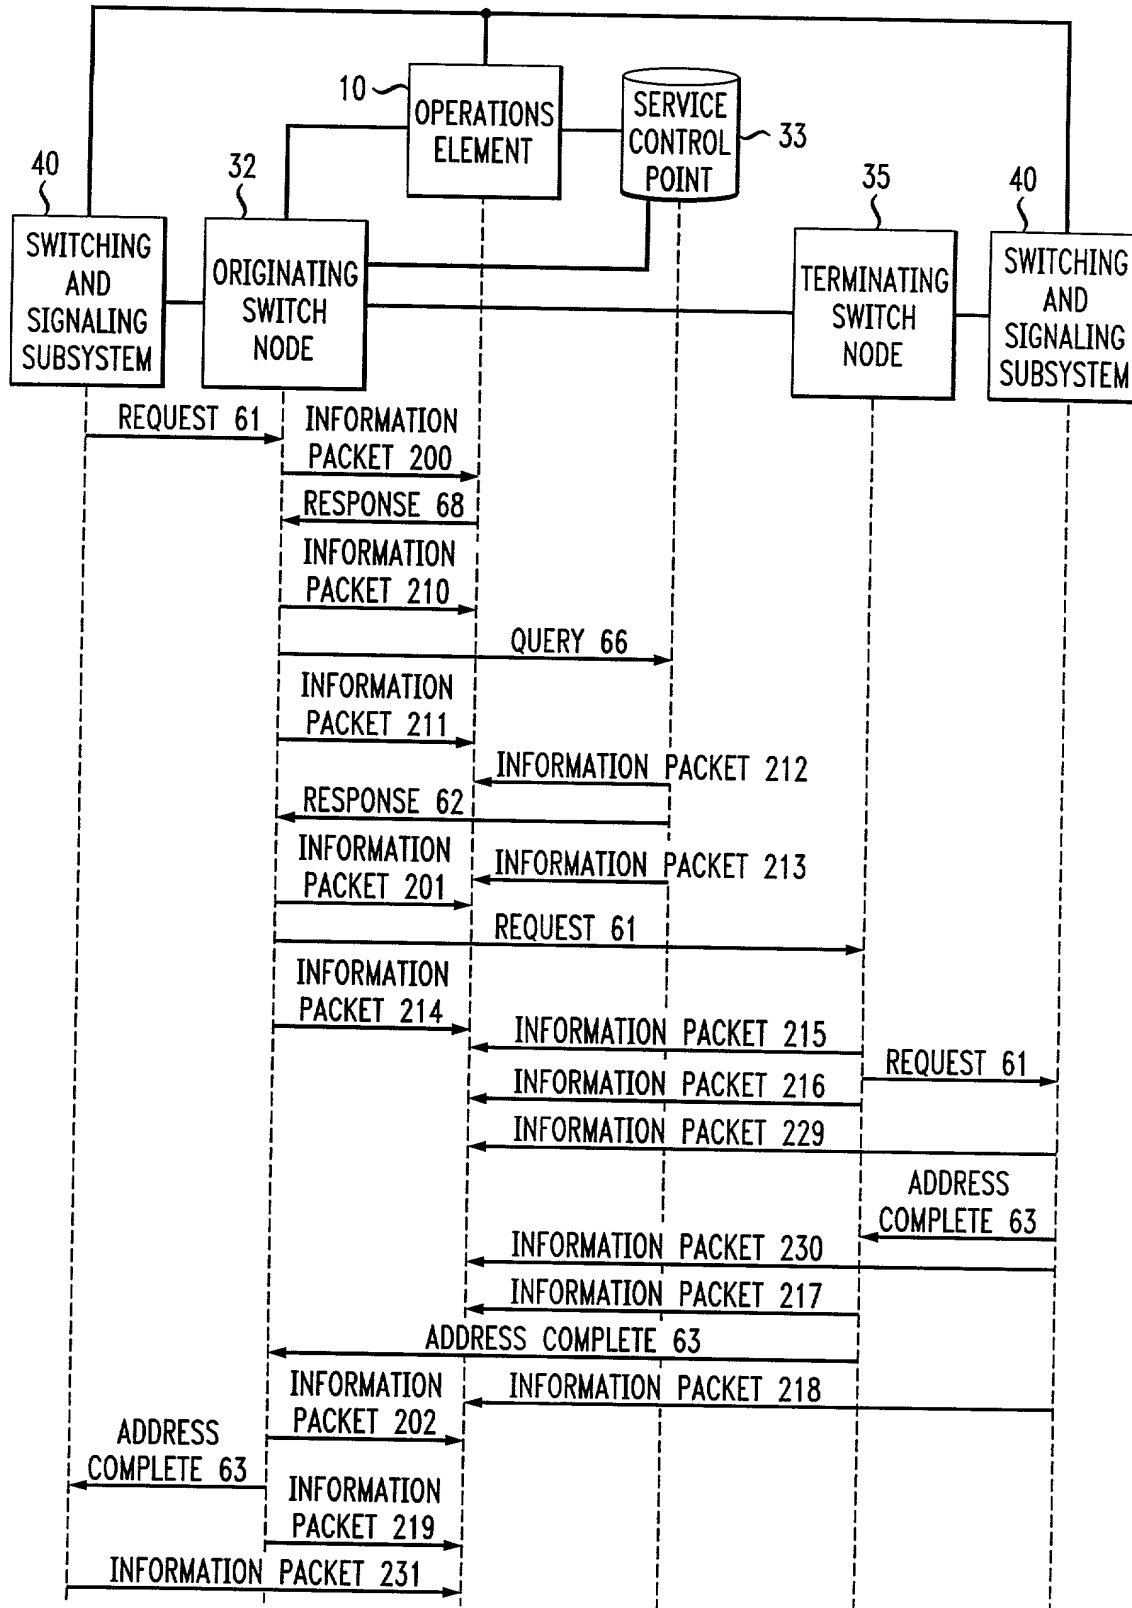 10
OPERATIONS
ELEMENT
SERVICE
CONTROL
POINT
33
40
SWITCHING
AND
SIGNALING
SUBSYSTEM
32
ORIGINATING
SWITCH
NODE
35
TERMINATING
SWITCH
NODE
40
SWITCHING
AND
SIGNALING
SUBSYSTEM
REQUEST 61
INFORMATION
PACKET 200
RESPONSE 68
INFORMATION
PACKET 210
QUERY 66
INFORMATION
PACKET 211
INFORMATION PACKET 212
RESPONSE 62
INFORMATION
PACKET 201
INFORMATION PACKET 213
REQUEST 61
INFORMATION
PACKET 214
INFORMATION PACKET 215
REQUEST 61
INFORMATION PACKET 216
INFORMATION PACKET 229
ADDRESS
COMPLETE 63
INFORMATION PACKET 230
INFORMATION PACKET 217
ADDRESS COMPLETE 63
INFORMATION
PACKET 202
INFORMATION PACKET 218
ADDRESS
COMPLETE 63
INFORMATION
PACKET 219
INFORMATION PACKET 231